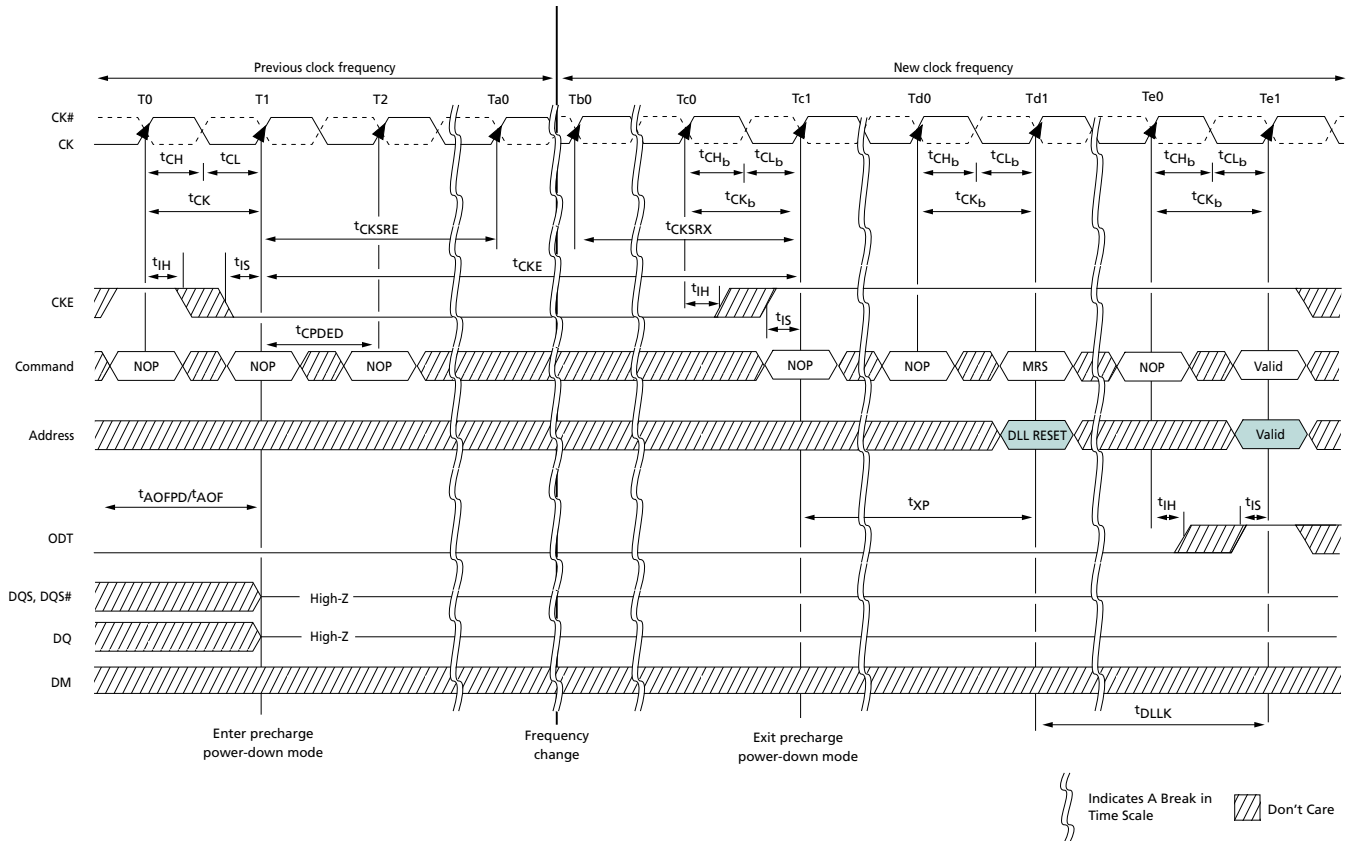 Previous clock frequency
New clock frequency
T0 T1 T2 Ta0 Tb0 Tc0 Tc1 Td0 Td1 Te0 Te1
CK#
CK
tCH tCL tCHb tCLb tCHb tCLb tCHb tCLb
tCK tCKb tCKb tCKb
tCKSRE tCKSRX
tIH tIS tCKE
CKE tIH
tCPDED tIS
Command NOP NOP NOP NOP NOP MRS NOP Valid
Address DLL RESET Valid
tAOFPD/tAOF tXP tIH tIS
ODT
DQS, DQS# High-Z
DQ High-Z
DM
tDLLK
Enter precharge
power-down mode
Frequency
change
Exit precharge
power-down mode
Indicates A Break in
Time Scale
Don't Care